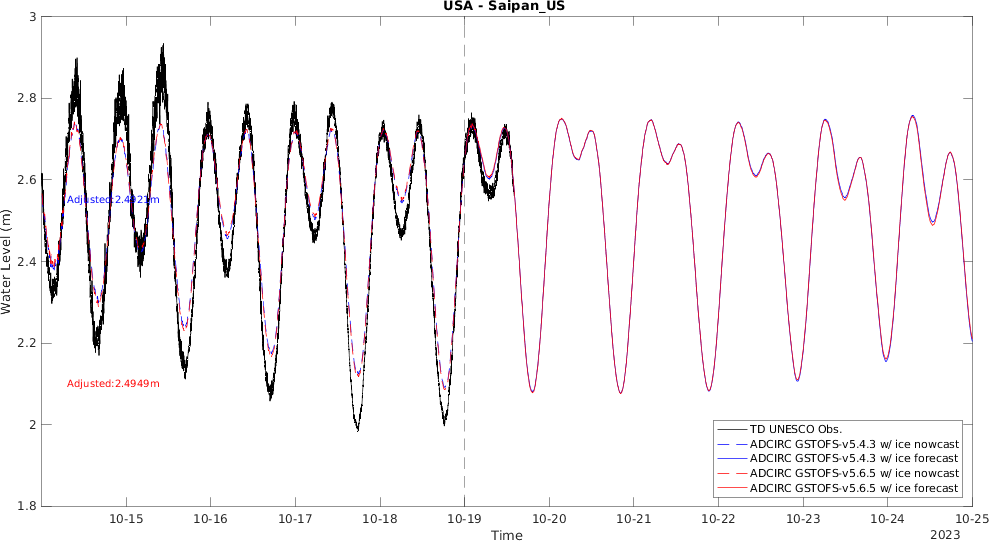 USA - Saipan_US
3
2.8
2.6
2.4
2.2
2
1.8
Water Level (m)
Adjusted:2.4921m
Adjusted:2.4949m
TD UNESCO Obs.
ADCIRC GSTOFS-v5.4.3 w/ ice nowcast
ADCIRC GSTOFS-v5.4.3 w/ ice forecast
ADCIRC GSTOFS-v5.6.5 w/ ice nowcast
ADCIRC GSTOFS-v5.6.5 w/ ice forecast
10-15 10-16 10-17 10-18 10-19 10-20 10-21 10-22 10-23 10-24 10-25
Time
2023